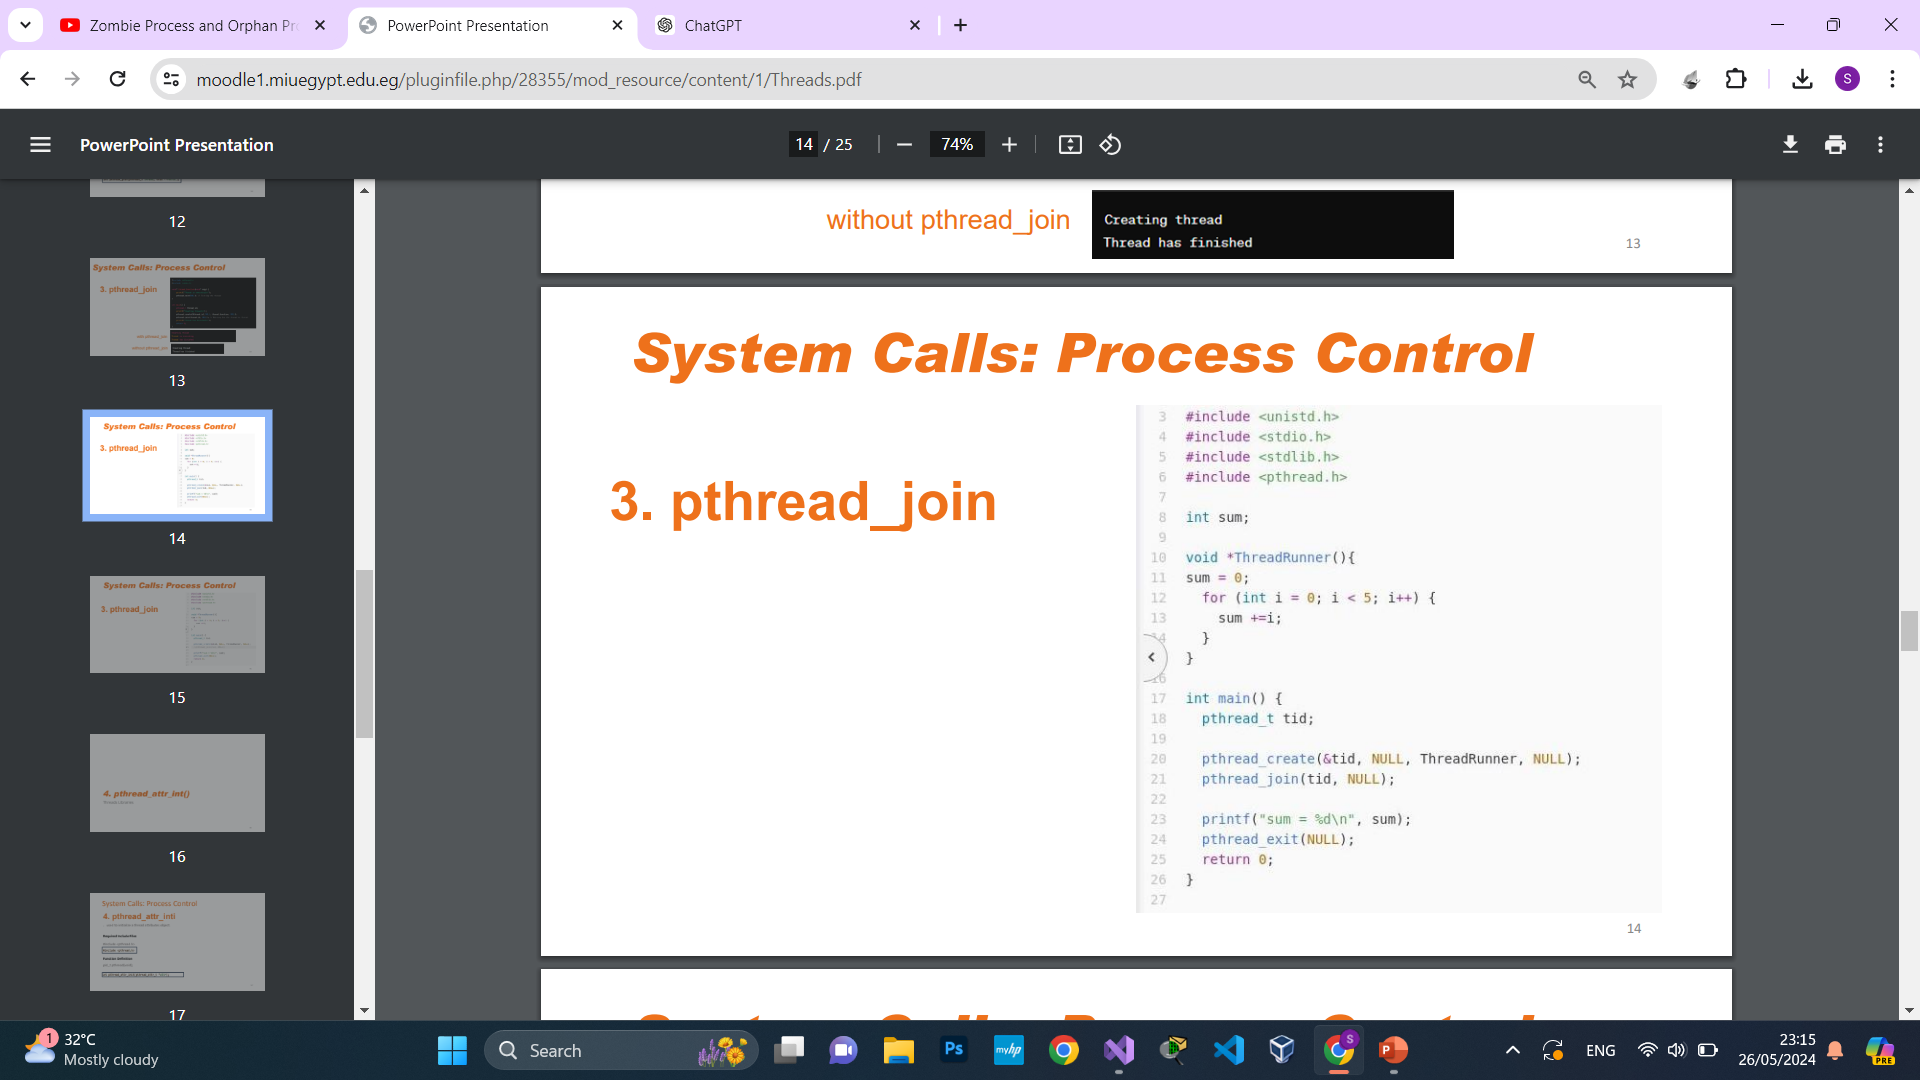 Zombie Process and Orphan Pr
PowerPoint Presentation
ChatGPT
moodle1.miuegypt.edu.eg/pluginfile.php/28355/mod_resource/content/1/Threads.pdf
S
PowerPoint Presentation
14 / 25
74%
12
System Calls: Process Control
3. pthread_join
13
System Calls: Process Control
3. pthread_join
14
System Calls: Process Control
3. pthread_join
15
4. pthread_attr_int()
16
System Calls: Process Control
4. pthread_attr_int
17
without pthread_join
Creating thread
Thread has finished
13
System Calls: Process Control
3. pthread_join
3 #include <unistd.h>
4 #include <stdio.h>
5 #include <stdlib.h>
6 #include <pthread.h>
7
8 int sum;
9
10 void *ThreadRunner(){
11 sum = 0;
12 for (int i = 0; i < 5; i++) {
13 sum +=i;
14 }
}
16
17 int main() {
18 pthread_t tid;
19
20 pthread_create(&tid, NULL, ThreadRunner, NULL);
21 pthread_join(tid, NULL);
22
23 printf("sum = %d\n", sum);
24 pthread_exit(NULL);
25 return 0;
26 }
27
14
1
32°C
Mostly cloudy
Search
Ps
myhp
S
P
ENG
23:15
26/05/2024
PRE